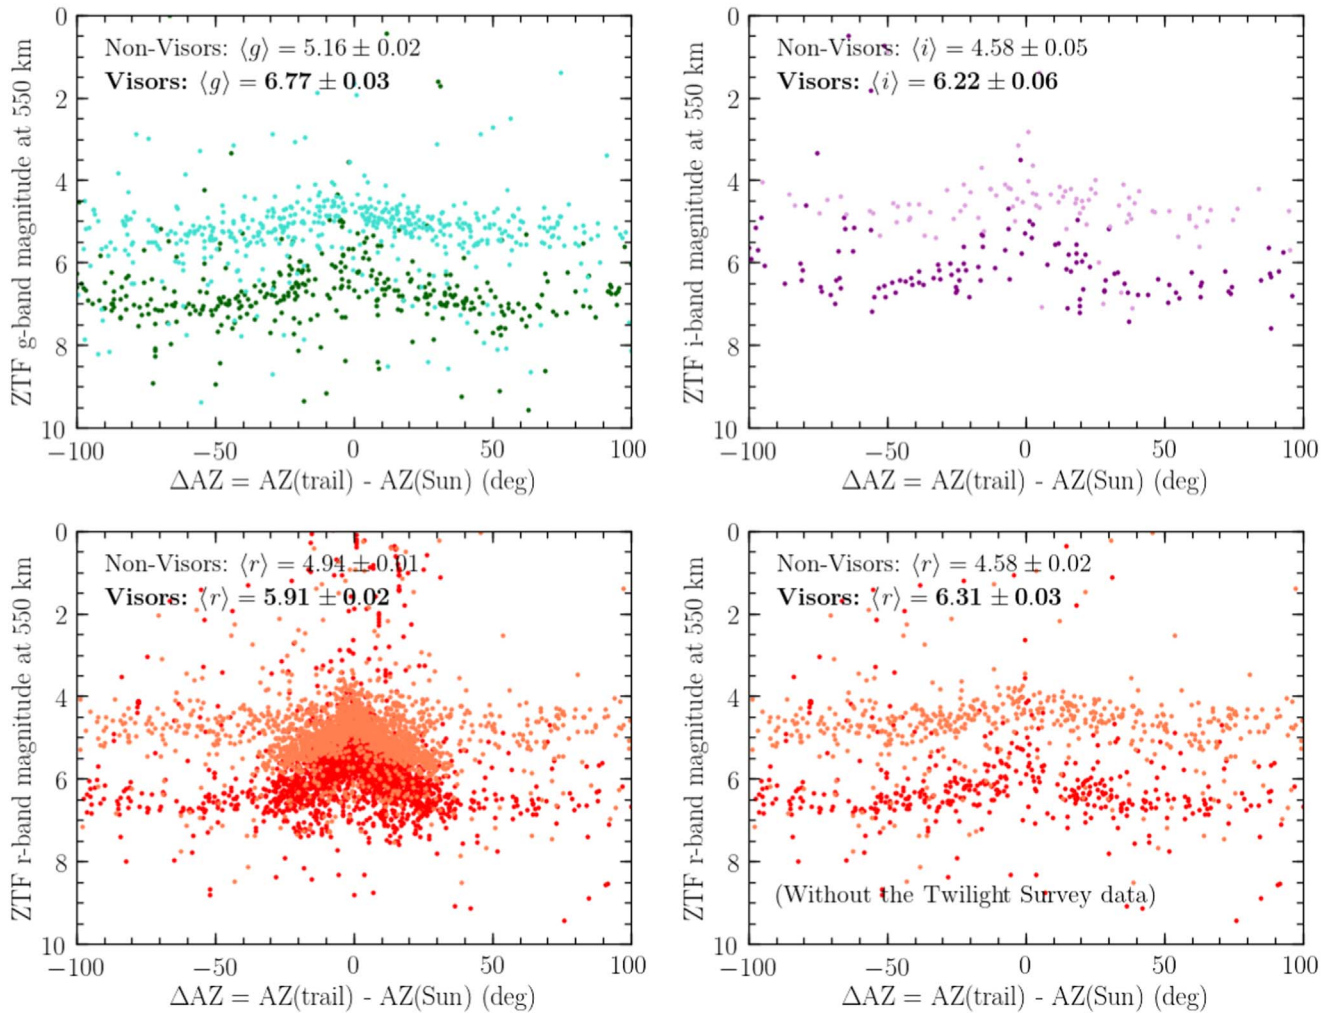 Non-Visors: ⟨g⟩ = 5.16 ± 0.02
Visors: ⟨g⟩ = 6.77 ± 0.03
ZTF g-band magnitude at 550 km
0
2
4
6
8
10
−100
−50
0
50
100
ΔAZ = AZ(trail) - AZ(Sun) (deg)
Non-Visors: ⟨i⟩ = 4.58 ± 0.05
Visors: ⟨i⟩ = 6.22 ± 0.06
ZTF i-band magnitude at 550 km
0
2
4
6
8
10
−100
−50
0
50
100
ΔAZ = AZ(trail) - AZ(Sun) (deg)
Non-Visors: ⟨r⟩ = 4.94 ± 0.01
Visors: ⟨r⟩ = 5.91 ± 0.02
ZTF r-band magnitude at 550 km
0
2
4
6
8
10
−100
−50
0
50
100
ΔAZ = AZ(trail) - AZ(Sun) (deg)
Non-Visors: ⟨r⟩ = 4.58 ± 0.02
Visors: ⟨r⟩ = 6.31 ± 0.03
ZTF r-band magnitude at 550 km
0
2
4
6
8
10
(Without the Twilight Survey data)
−100
−50
0
50
100
ΔAZ = AZ(trail) - AZ(Sun) (deg)